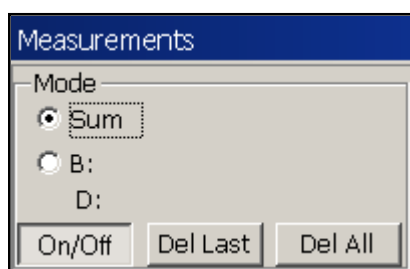 Measurements
Mode
Sum
B:
D:
On/Off Del Last Del All